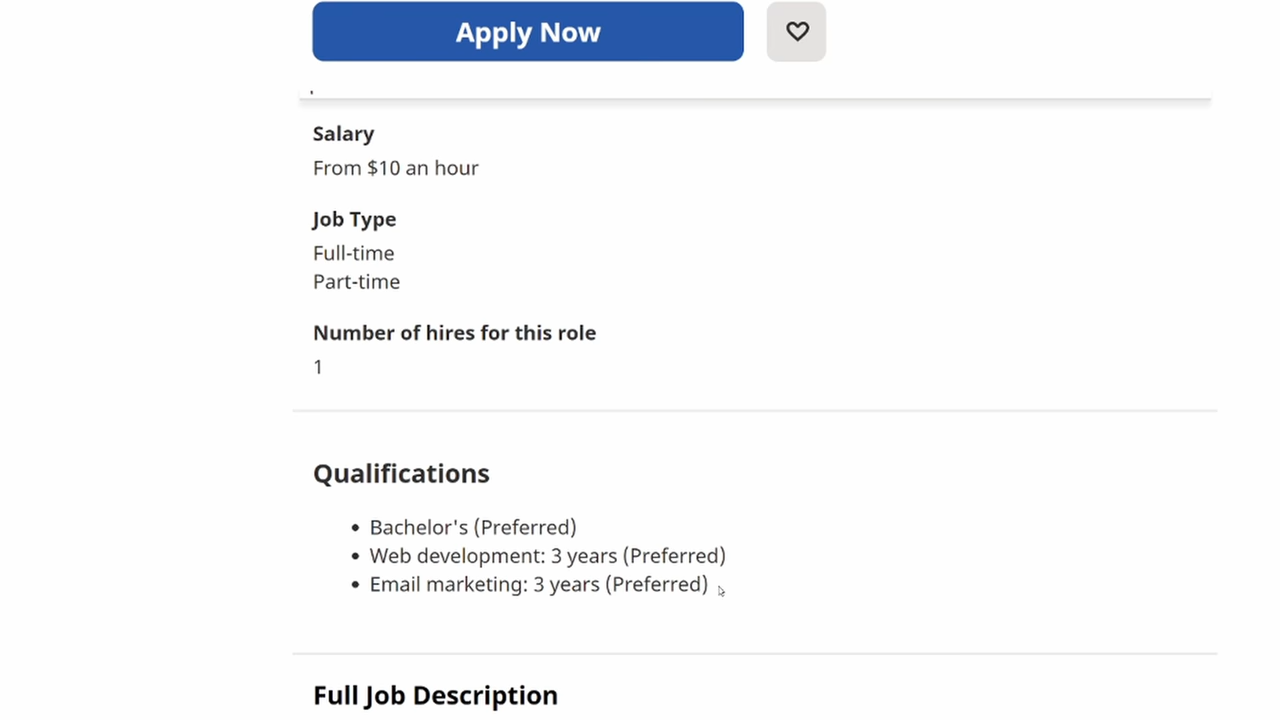 Apply Now
Salary
From $10 an hour
Job Type
Full-time
Part-time
Number of hires for this role
1
Qualifications
• Bachelor's (Preferred)
• Web development: 3 years (Preferred)
• Email marketing: 3 years (Preferred)
Full Job Description